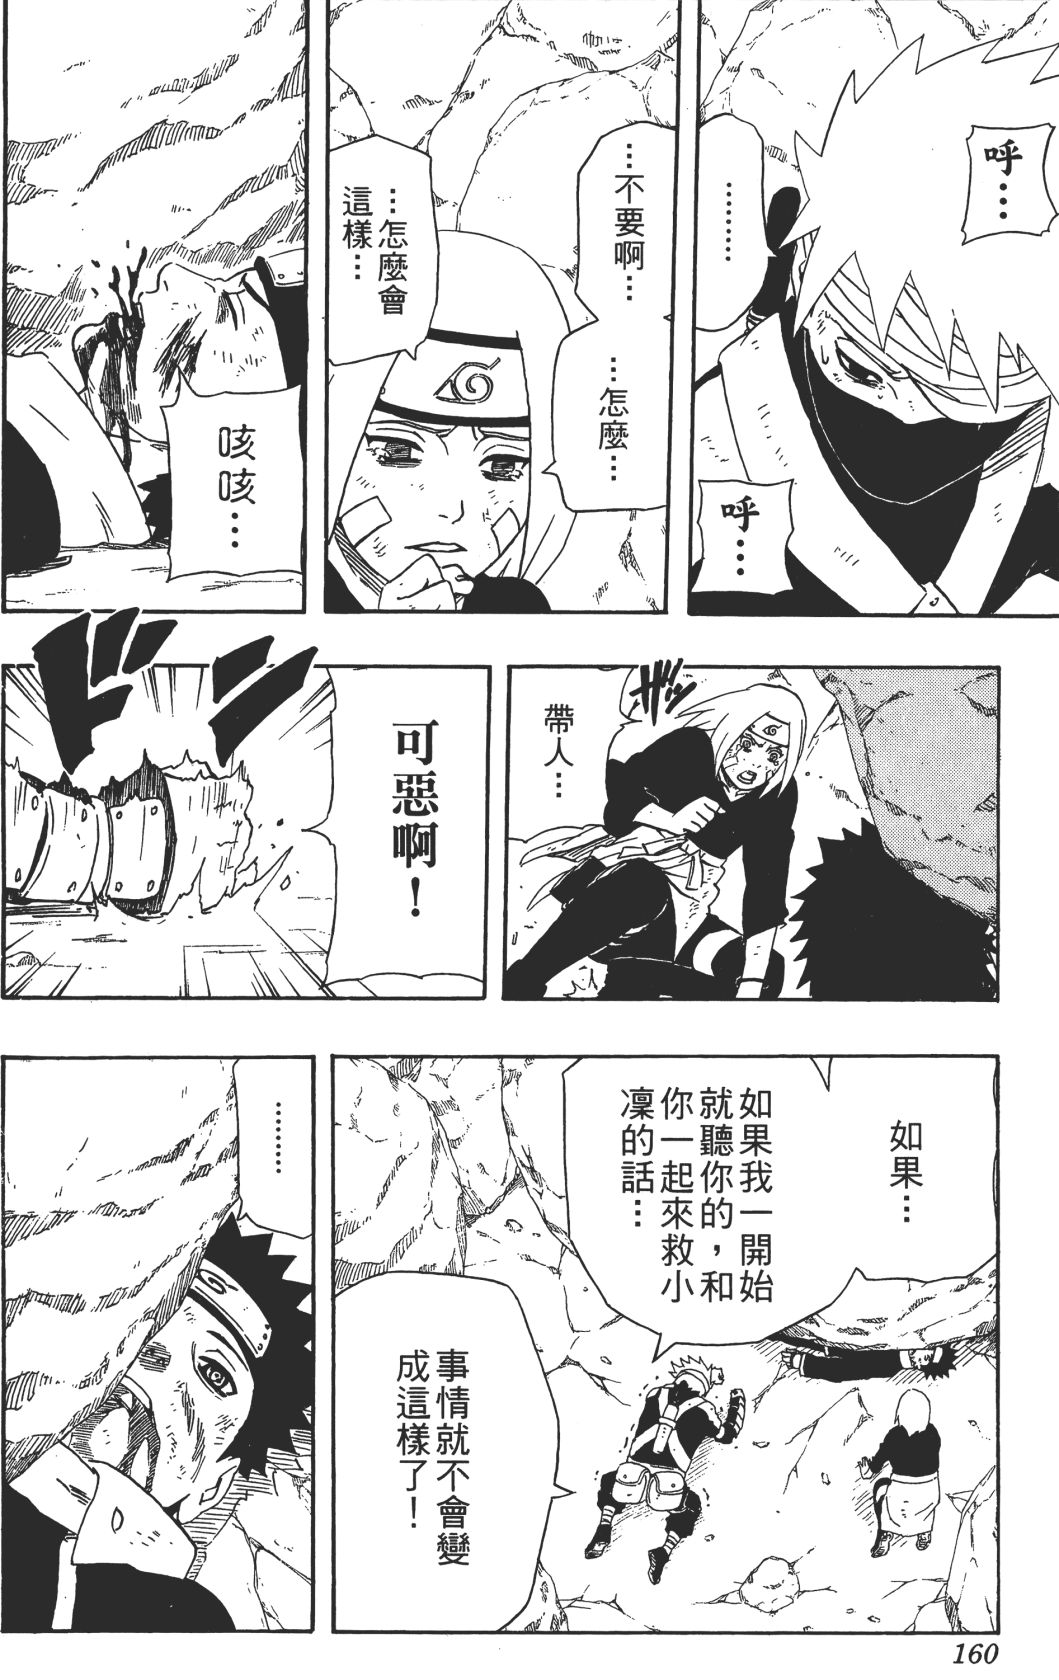 呼…
呼…
………
…不要啊…
…怎麼…
…怎麼會
這樣…
咳咳…
ガッ
帶人…
可惡啊！
ドン
如果…
如果我一開始
就聽你的，和
你一起來救小
凜的話…
事情就不會變
成這樣了！
………
160